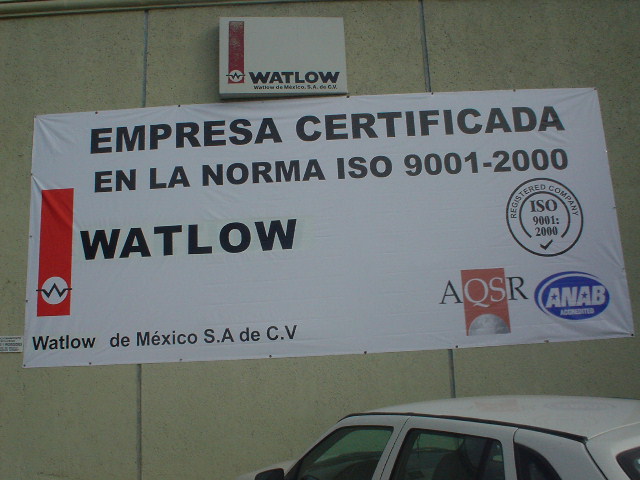 WATLOW
Watlow de México, S.A. de C.V.
EMPRESA CERTIFICADA
EN LA NORMA ISO 9001-2000
WATLOW
REGISTERED COMPANY
ISO
9001:
2000
AQSR
ANAB
ACCREDITED
Watlow de México S.A de C.V